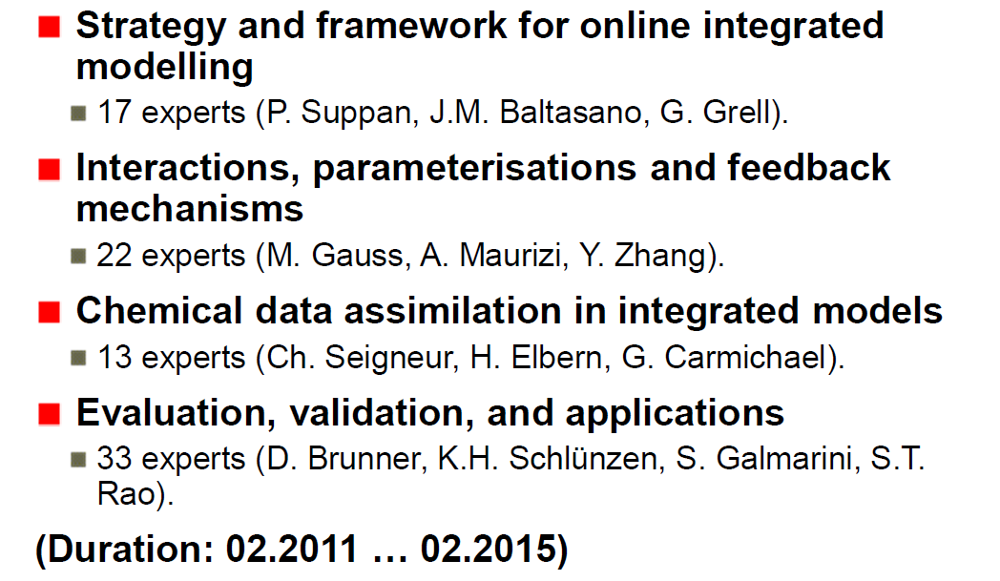 Strategy and framework for online integrated
modelling
17 experts (P. Suppan, J.M. Baltasano, G. Grell).
Interactions, parameterisations and feedback
mechanisms
22 experts (M. Gauss, A. Maurizi, Y. Zhang).
Chemical data assimilation in integrated models
13 experts (Ch. Seigneur, H. Elbern, G. Carmichael).
Evaluation, validation, and applications
33 experts (D. Brunner, K.H. Schlünzen, S. Galmarini, S.T.
Rao).
(Duration: 02.2011 … 02.2015)